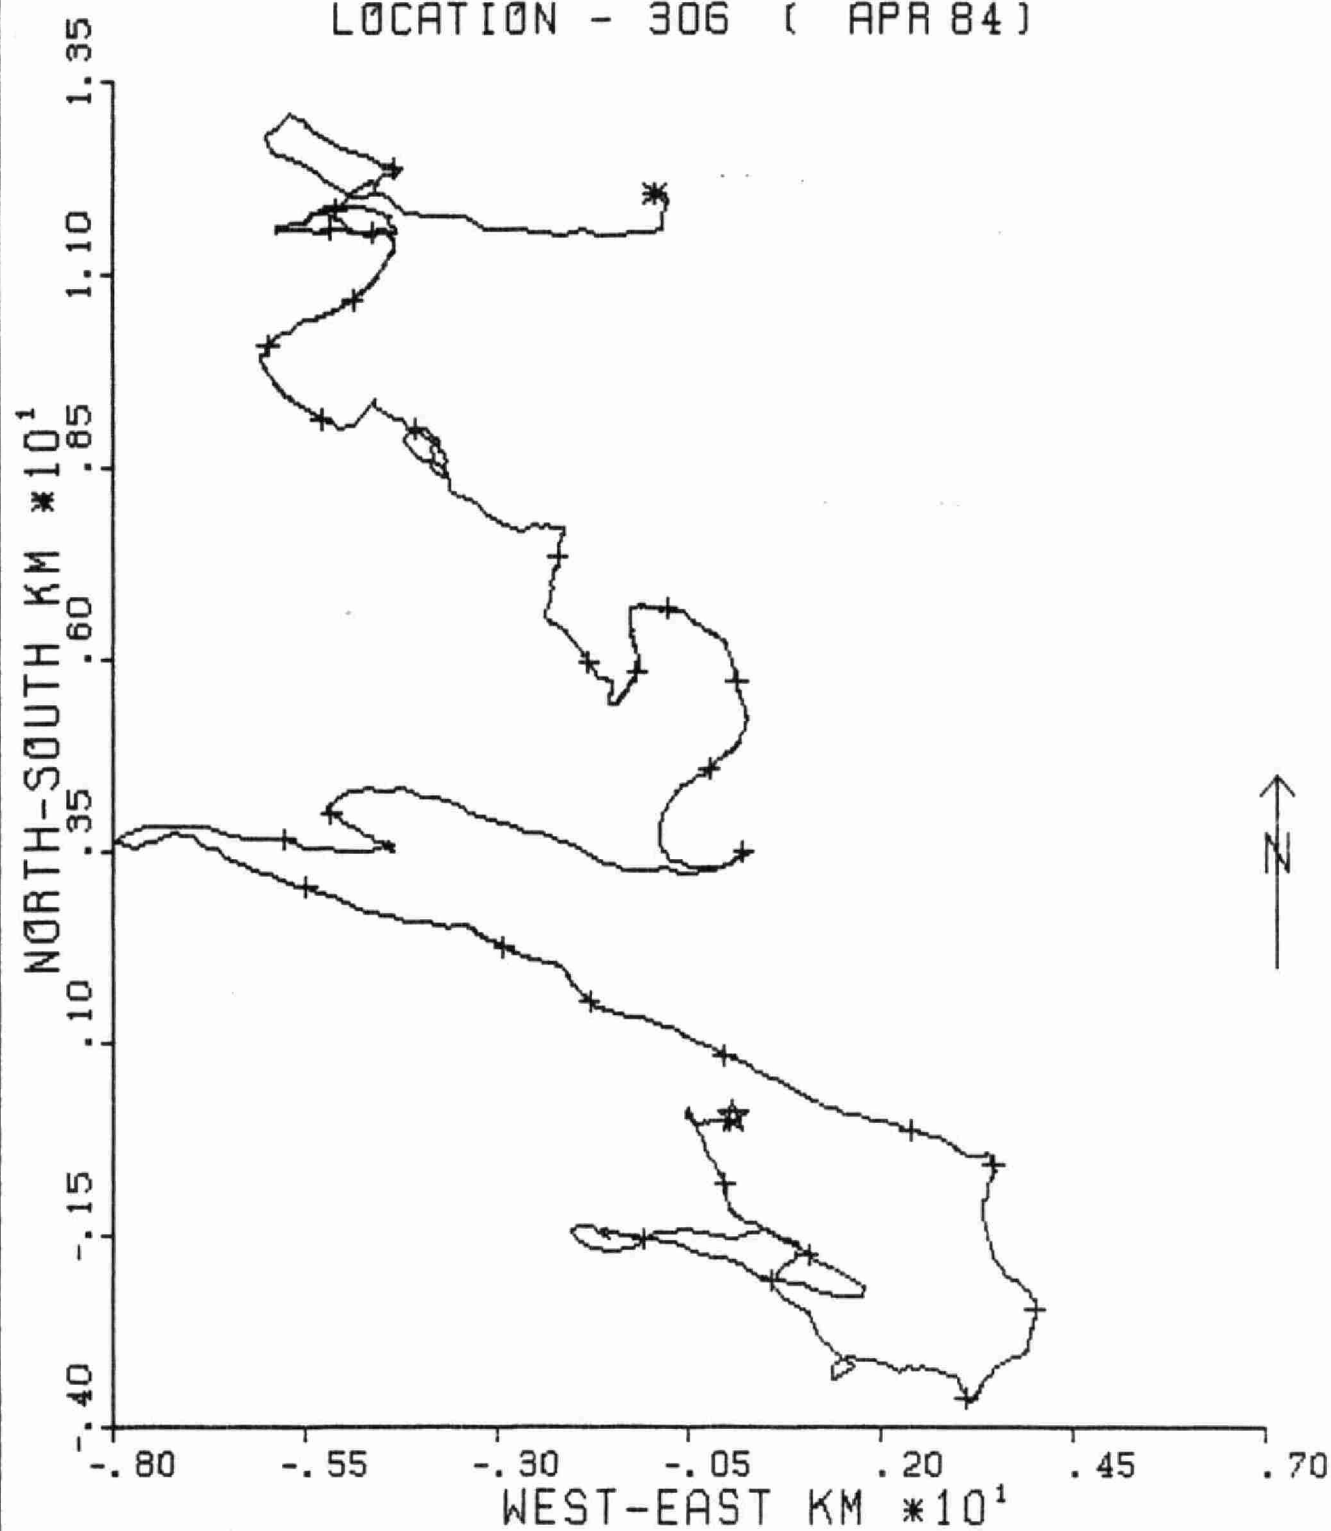 LOCATION - 306 ( APR 84)
1.35
1.10
.85
.60
.35
.10
-.15
-.40
NORTH-SOUTH KM *10¹
N
-.80 -.55 -.30 -.05 .20 .45 .70
WEST-EAST KM *10¹